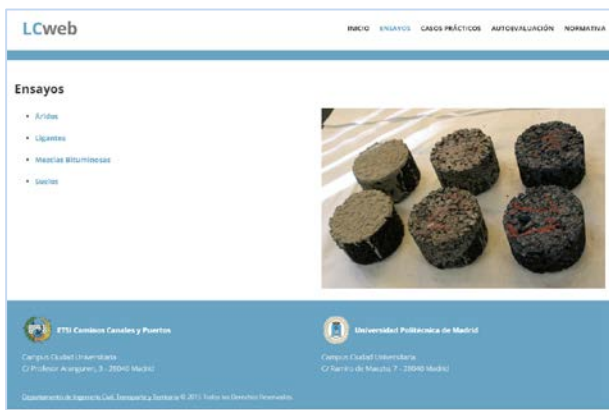 LCweb
INICIO ENSAYOS CASOS PRÁCTICOS AUTOEVALUACIÓN NORMATIVA
Ensayos
Áridos
Ligantes
Mezclas Bituminosas
Suelos
ETSI Caminos Canales y Puertos
Universidad Politécnica de Madrid
Campus Ciudad Universitaria
C/ Profesor Aranguren, 3 - 28040 Madrid
Campus Ciudad Universitaria
C/ Ramiro de Maeztu, 7 - 28040 Madrid
Departamento de Ingeniería Civil. Transporte y Territorio © 2015 Todos los Derechos Reservados.